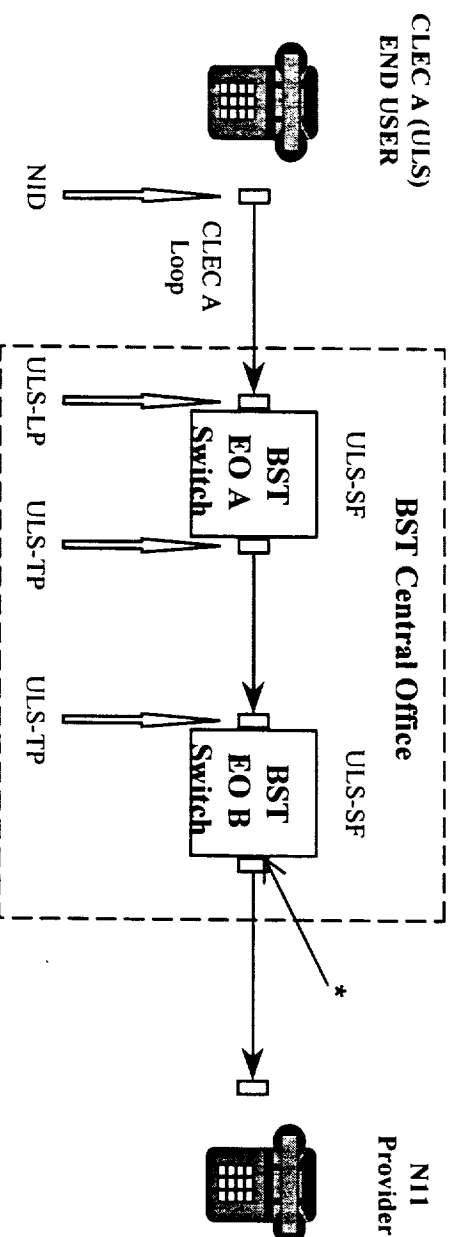 CLEC A (ULS)
END USER
NID
CLEC A
Loop
BST Central Office
ULS-SF
ULS-SF
BST
EO A
Switch
BST
EO B
Switch
ULS-LP
ULS-TP
ULS-TP
*
N11
Provider